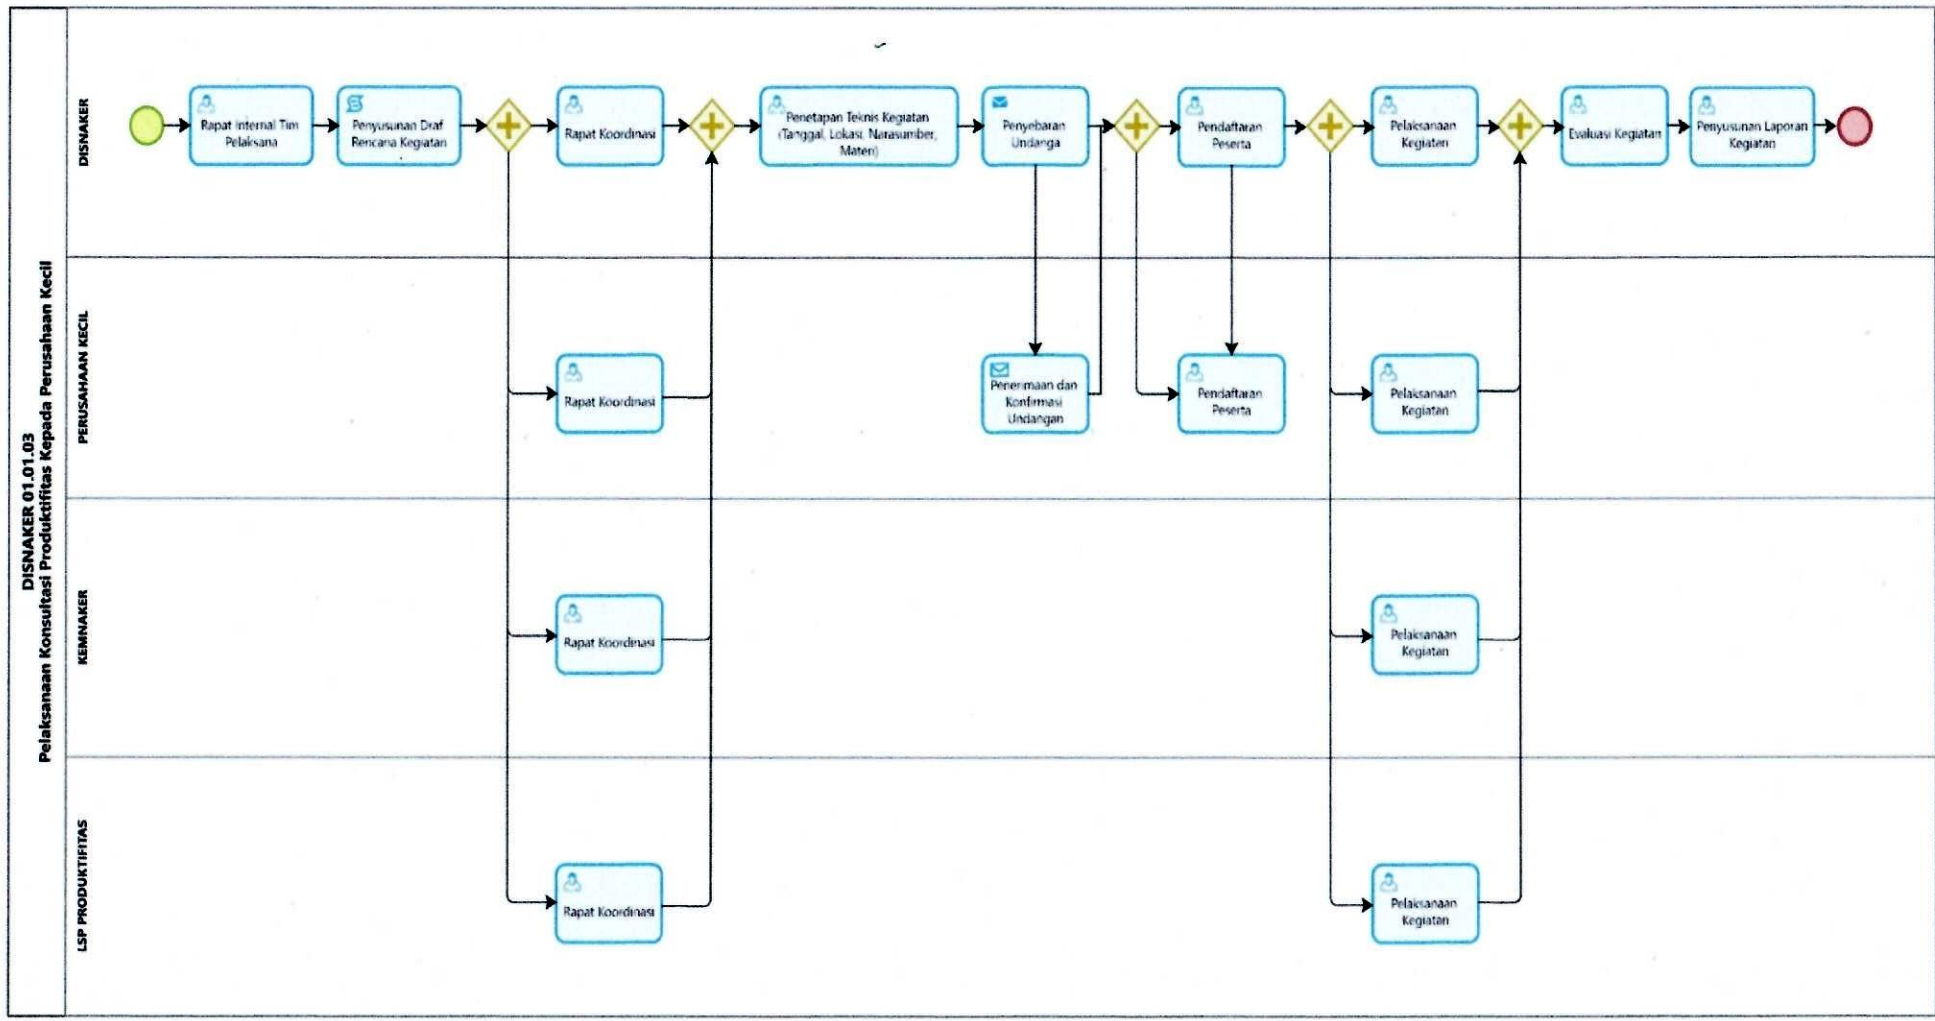 DISNAKER 01.01.03
Pelaksanaan Konsultasi Produktifitas Kepada Perusahaan Kecil
DISNAKER
Rapat Internal Tim
Pelaksana
Penyusunan Draf
Rencana Kegiatan
Rapat Koordinasi
Penetapan Teknis Kegiatan
(Tanggal, Lokasi, Narasumber,
Materi)
Penyebaran
Undanga
Pendaftaran
Peserta
Pelaksanaan
Kegiatan
Evaluasi Kegiatan
Penyusunan Laporan
Kegiatan
PERUSAHAAN KECIL
Rapat Koordinasi
Penerimaan dan
Konfirmasi
Undangan
Pendaftaran
Peserta
Pelaksanaan
Kegiatan
KEMNAKER
Rapat Koordinasi
Pelaksanaan
Kegiatan
LSP PRODUKTIFITAS
Rapat Koordinasi
Pelaksanaan
Kegiatan